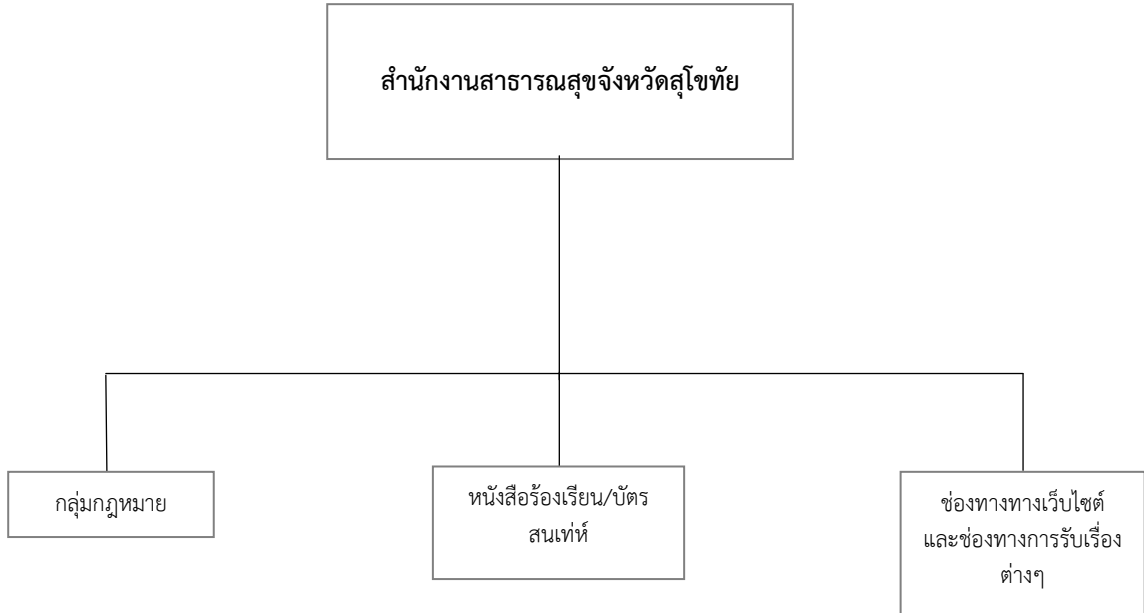 สำนักงานสาธารณสุขจังหวัดสุโขทัย
กลุ่มกฎหมาย
หนังสือร้องเรียน/บัตร
สนเท่ห์
ช่องทางทางเว็บไซต์
และช่องทางการรับเรื่อง
ต่างๆ